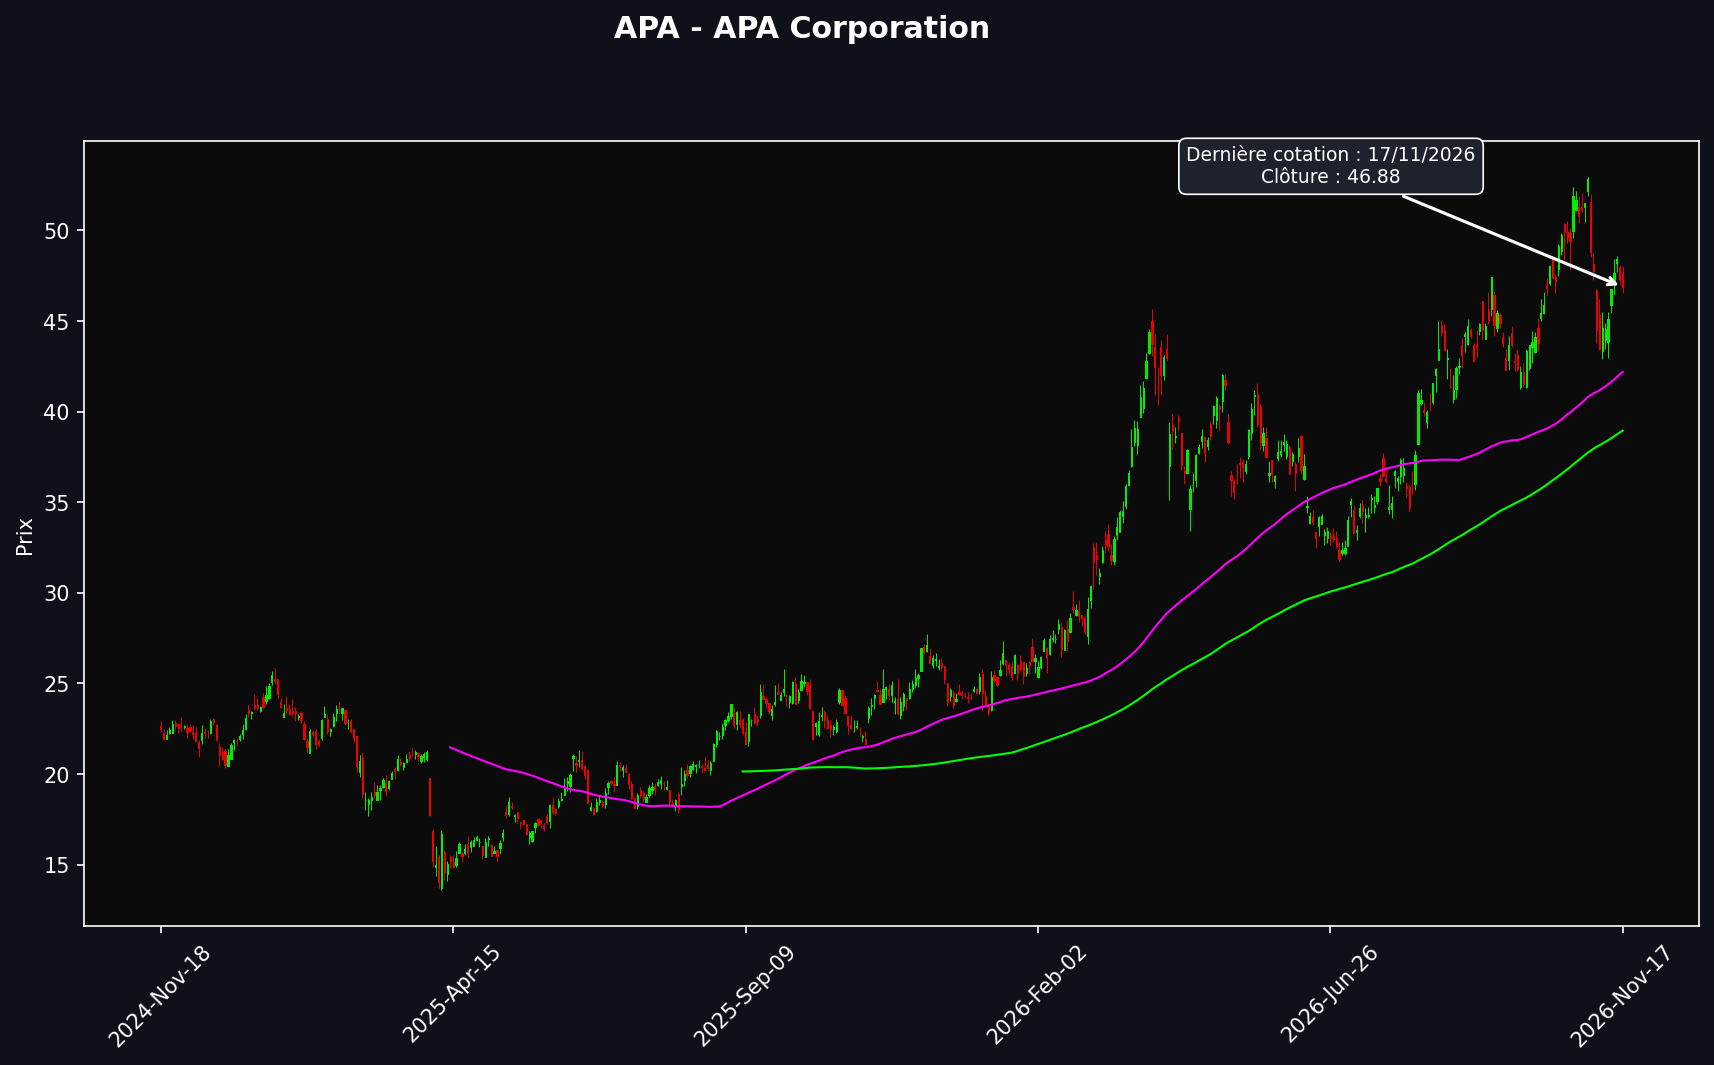 APA - APA Corporation
Dernière cotation : 17/11/2026
Clôture : 46.88
Prix
50
45
40
35
30
25
20
15
2024-Nov-18
2025-Apr-15
2025-Sep-09
2026-Feb-02
2026-Jun-26
2026-Nov-17